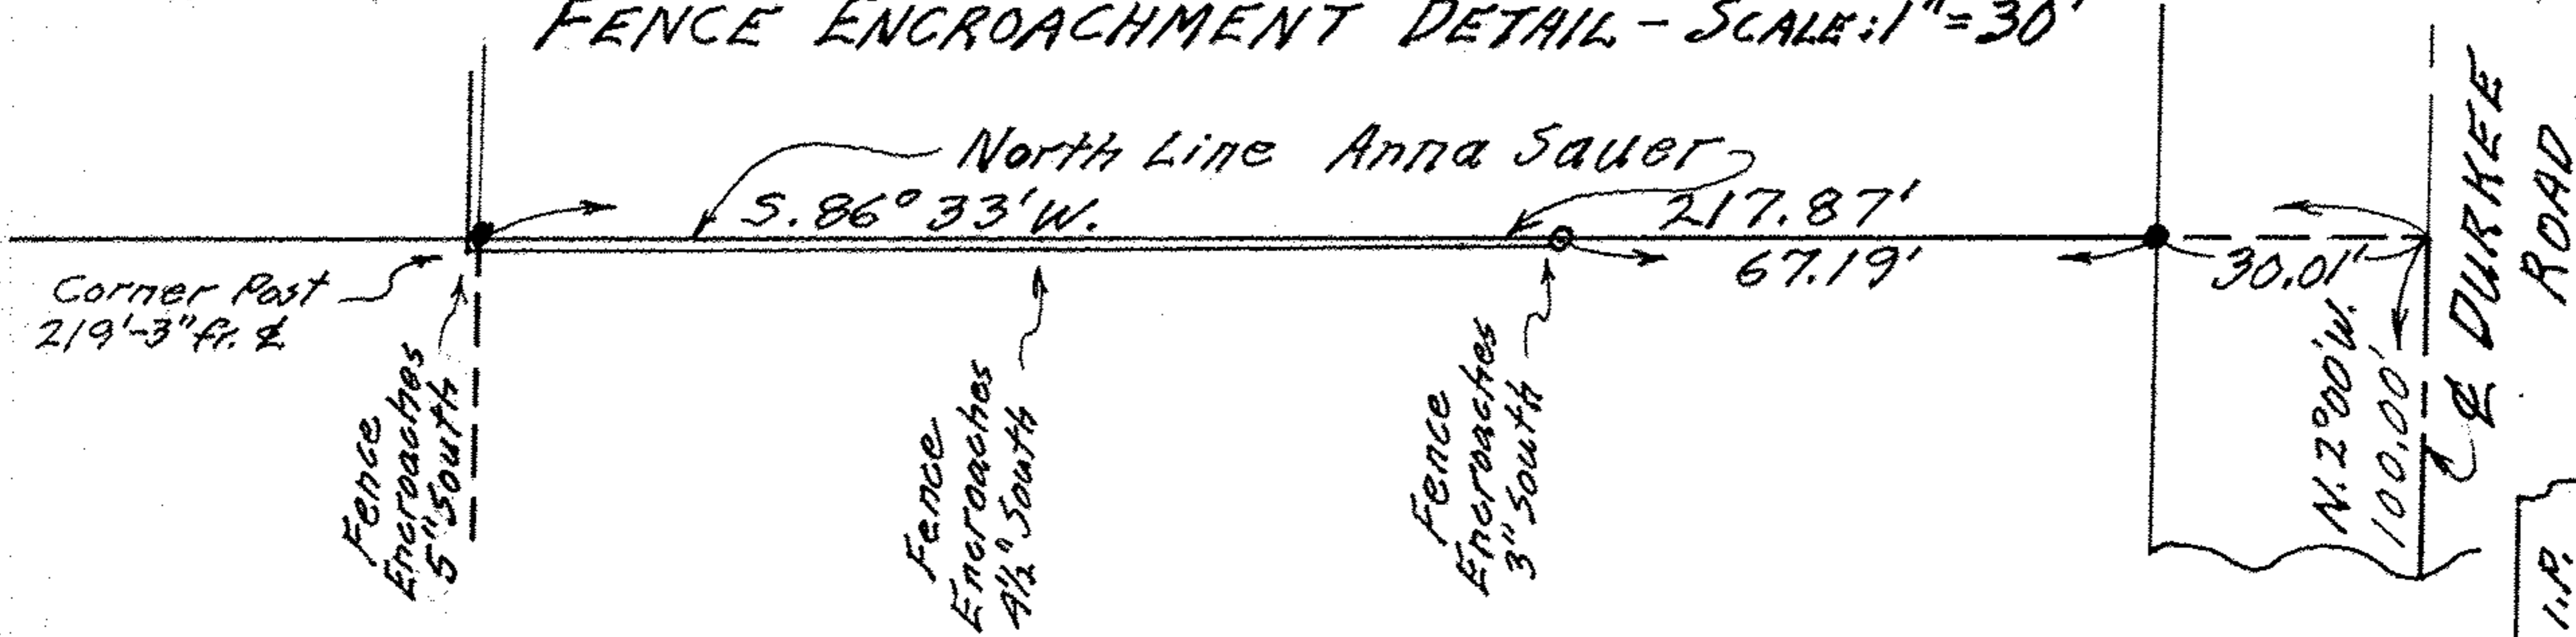 FENCE ENCROACHMENT DETAIL - SCALE: 1" = 30'
North Line Anna Sauer
S. 86° 33' W.
217.87'
67.19'
30.01'
Corner Post
219'-3" fr. ℄
Fence
Encroaches
5" South
Fence
Encroaches
4½" South
Fence
Encroaches
3" South
N. 2° 00' W.
100.00'
℄ DURKEE
ROAD
I.P.